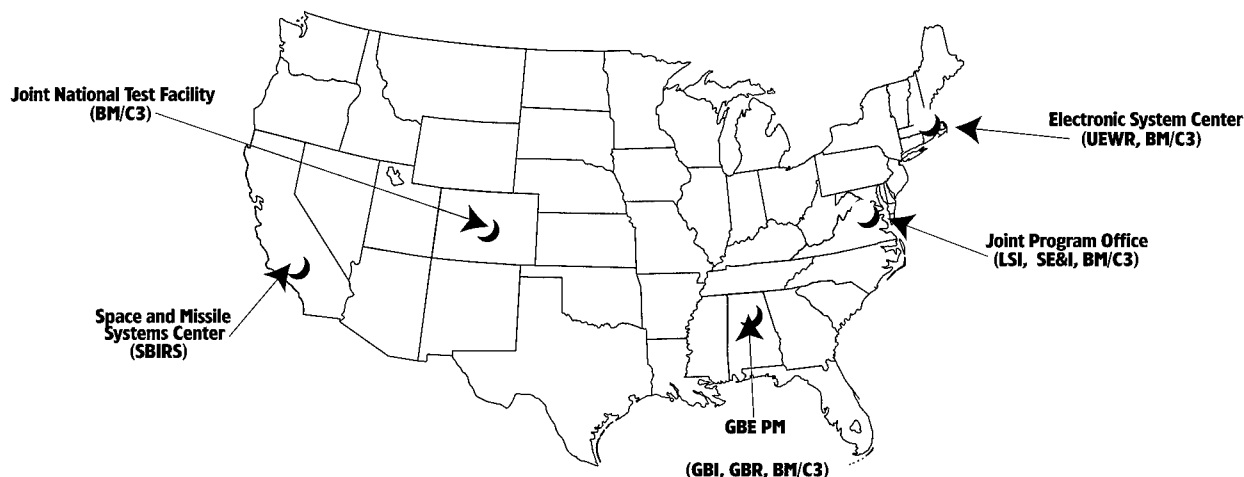 Joint National Test Facility
(BM/C3)
Electronic System Center
(UEWR, BM/C3)
Joint Program Office
(LSI, SE&I, BM/C3)
Space and Missile
Systems Center
(SBIRS)
GBE PM
(GBI, GBR, BM/C3)